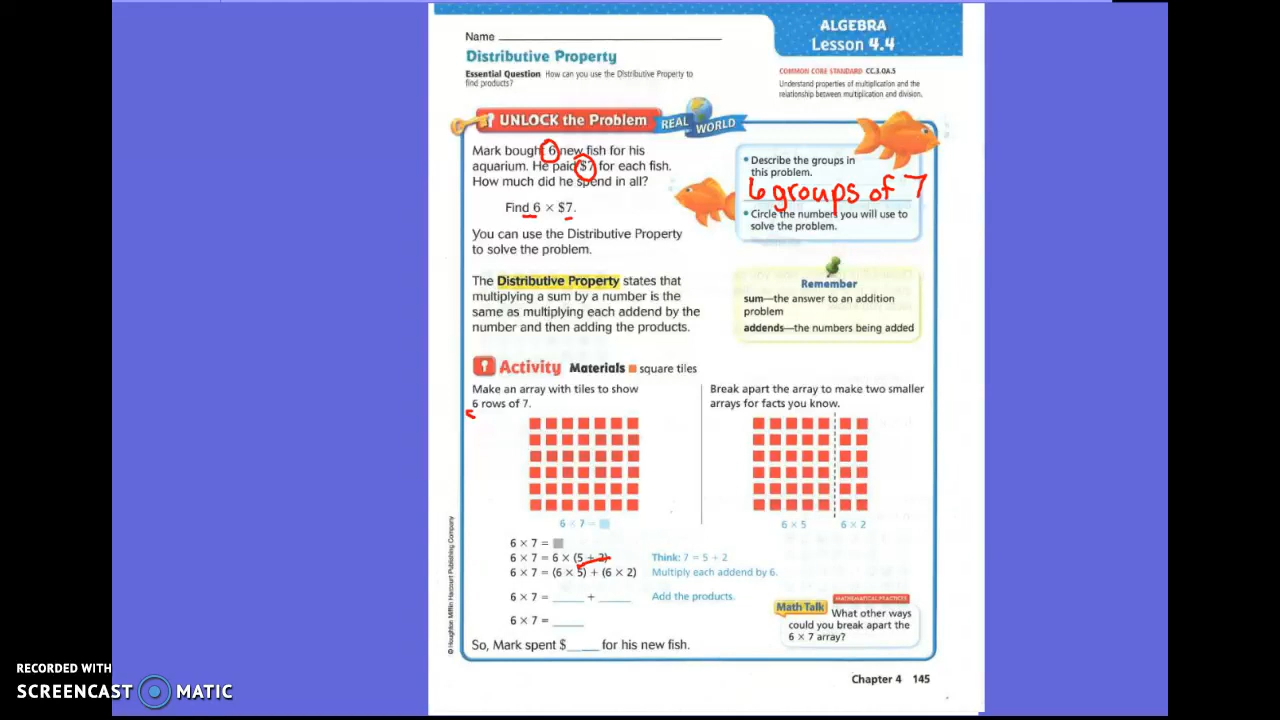 Name
ALGEBRA
Lesson 4.4
Distributive Property
Essential Question How can you use the Distributive Property to
find products?
COMMON CORE STANDARD CC.3.OA.5
Understand properties of multiplication and the
relationship between multiplication and division.
UNLOCK the Problem REAL WORLD
Mark bought 6 new fish for his
aquarium. He paid $7 for each fish.
How much did he spend in all?
Find 6 × $7.
You can use the Distributive Property
to solve the problem.
• Describe the groups in
this problem.
6 groups of 7
• Circle the numbers you will use to
solve the problem.
The Distributive Property states that
multiplying a sum by a number is the
same as multiplying each addend by the
number and then adding the products.
Remember
sum—the answer to an addition
problem
addends—the numbers being added
Activity Materials square tiles
Make an array with tiles to show
6 rows of 7.
Break apart the array to make two smaller
arrays for facts you know.
6 × 7 =
6 × 5 6 × 2
6 × 7 =
6 × 7 = 6 × (5 + 2) Think: 7 = 5 + 2
6 × 7 = (6 × 5) + (6 × 2) Multiply each addend by 6.
6 × 7 = ____ + ____ Add the products.
6 × 7 = ____
So, Mark spent $____ for his new fish.
Math Talk MATHEMATICAL PRACTICES
What other ways
could you break apart the
6 × 7 array?
© Houghton Mifflin Harcourt Publishing Company
Chapter 4 145
RECORDED WITH
SCREENCAST MATIC